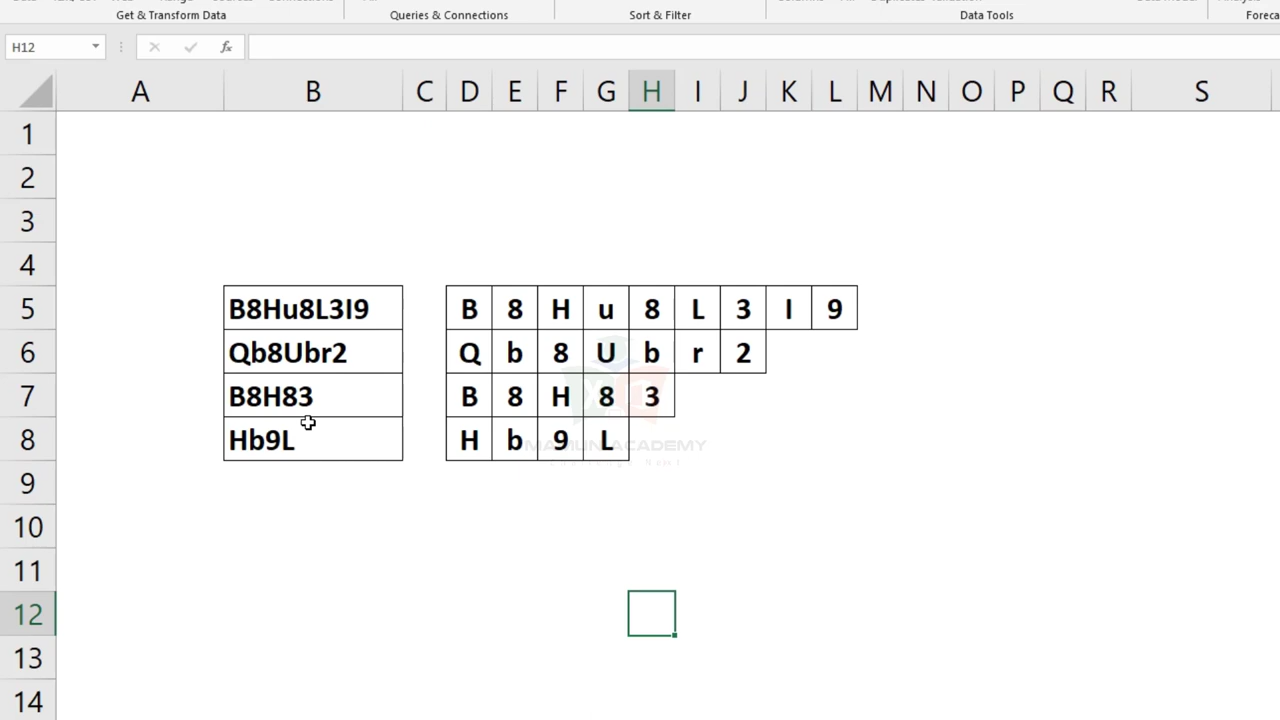 Get & Transform Data Queries & Connections Sort & Filter Data Tools
H12 fx
A B C D E F G H I J K L M N O P Q R S
1
2
3
4
5 B8Hu8L3I9 B 8 H u 8 L 3 I 9
6 Qb8Ubr2 Q b 8 U b r 2
7 B8H83 B 8 H 8 3
8 Hb9L H b 9 L
ACADEMY
9
10
11
12
13
14